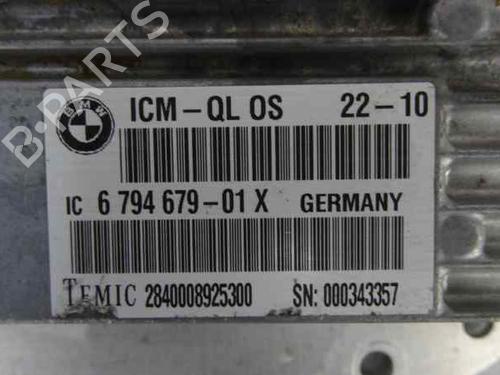 BMW
ICM-QL OS 22-10
IC 6 794 679-01 X GERMANY
TEMIC 2840008925300 SN: 000343357
B-PARTS